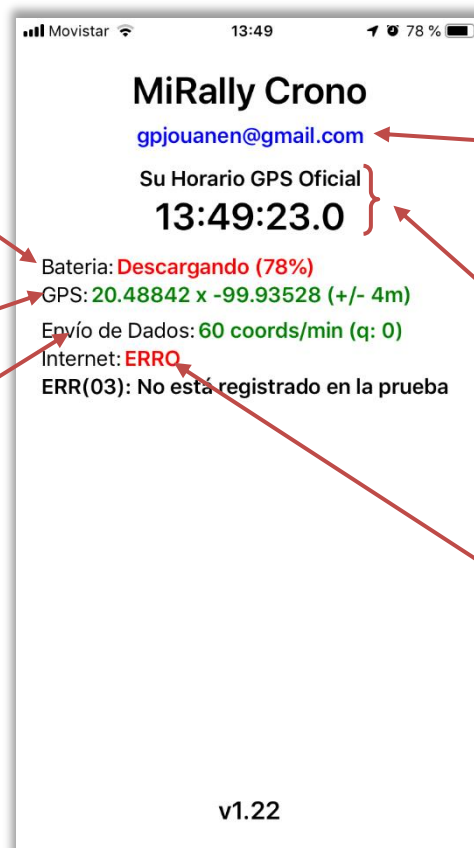 Movistar 13:49 78 %
MiRally Crono
gpjouanen@gmail.com
Su Horario GPS Oficial
13:49:23.0
Bateria: Descargando (78%)
GPS: 20.48842 x -99.93528 (+/- 4m)
Envío de Dados: 60 coords/min (q: 0)
Internet: ERRO
ERR(03): No está registrado en la prueba
v1.22